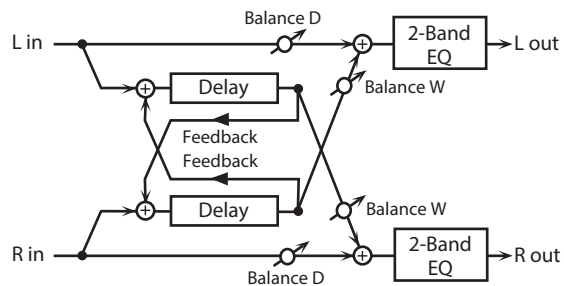 Balance D
L in
2-Band
EQ
L out
Delay
Balance W
Feedback
Feedback
Delay
Balance W
R in
2-Band
EQ
R out
Balance D